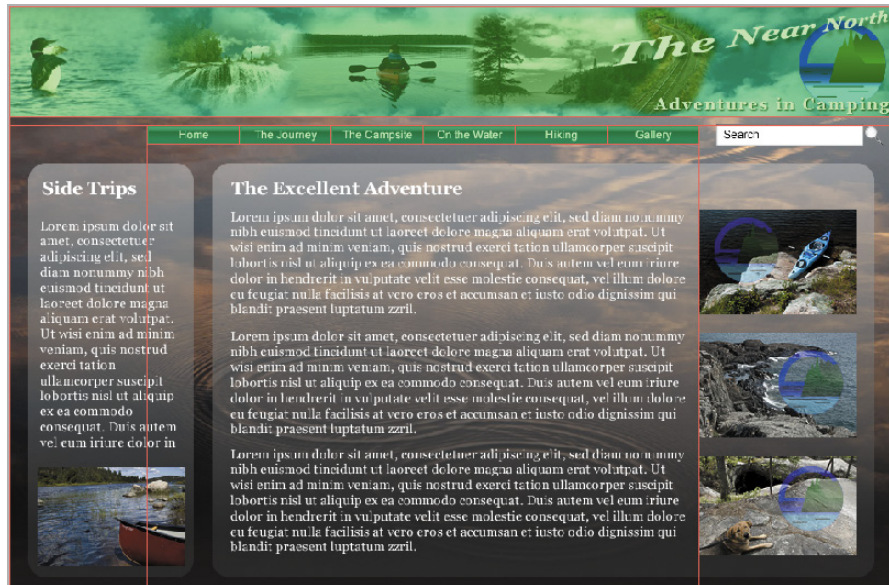 The Near North
Adventures in Camping
Home
The Journey
The Campsite
On the Water
Hiking
Gallery
Search
Side Trips
Lorem ipsum dolor sit
amet, consectetuer
adipiscing elit, sed
diam nonummy nibh
euismod tincidunt ut
laoreet dolore magna
aliquam erat volutpat.
Ut wisi enim ad minim
veniam, quis nostrud
exerci tation
ullamcorper suscipit
lobortis nisl ut aliquip
ex ea commodo
consequat. Duis autem
vel eum iriure dolor in
The Excellent Adventure
Lorem ipsum dolor sit amet, consectetuer adipiscing elit, sed diam nonummy
nibh euismod tincidunt ut laoreet dolore magna aliquam erat volutpat. Ut
wisi enim ad minim veniam, quis nostrud exerci tation ullamcorper suscipit
lobortis nisl ut aliquip ex ea commodo consequat. Duis autem vel eum iriure
dolor in hendrerit in vulputate velit esse molestie consequat, vel illum dolore
eu feugiat nulla facilisis at vero eros et accumsan et iusto odio dignissim qui
blandit praesent luptatum zzril.
Lorem ipsum dolor sit amet, consectetuer adipiscing elit, sed diam nonummy
nibh euismod tincidunt ut laoreet dolore magna aliquam erat volutpat. Ut
wisi enim ad minim veniam, quis nostrud exerci tation ullamcorper suscipit
lobortis nisl ut aliquip ex ea commodo consequat. Duis autem vel eum iriure
dolor in hendrerit in vulputate velit esse molestie consequat, vel illum dolore
eu feugiat nulla facilisis at vero eros et accumsan et iusto odio dignissim qui
blandit praesent luptatum zzril.
Lorem ipsum dolor sit amet, consectetuer adipiscing elit, sed diam nonummy
nibh euismod tincidunt ut laoreet dolore magna aliquam erat volutpat. Ut
wisi enim ad minim veniam, quis nostrud exerci tation ullamcorper suscipit
lobortis nisl ut aliquip ex ea commodo consequat. Duis autem vel eum iriure
dolor in hendrerit in vulputate velit esse molestie consequat, vel illum dolore
eu feugiat nulla facilisis at vero eros et accumsan et iusto odio dignissim qui
blandit praesent luptatum zzril.